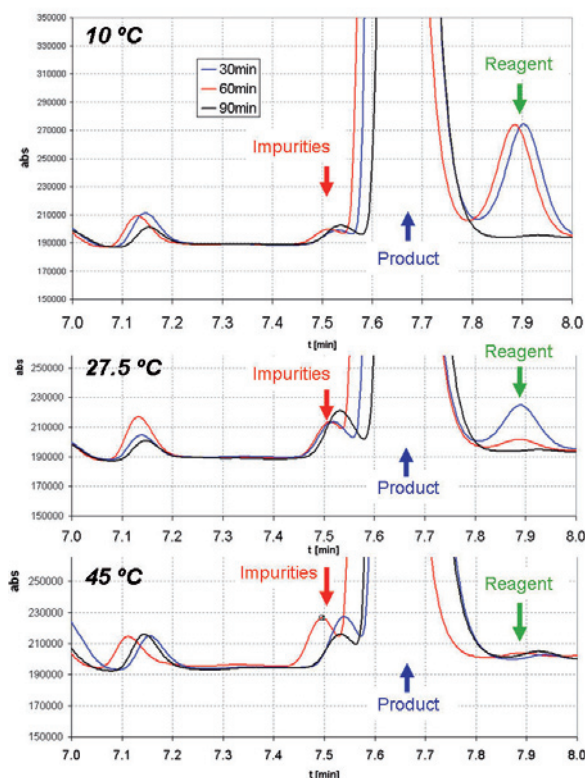 10 ºC
30min
60min
90min
Impurities
Reagent
Product
abs
350000
330000
310000
290000
270000
250000
230000
210000
190000
170000
150000
7.0 7.1 7.2 7.3 7.4 7.5 7.6 7.7 7.8 7.9 8.0
t [min]
27.5 ºC
Impurities
Reagent
Product
abs
250000
230000
210000
190000
170000
150000
7.0 7.1 7.2 7.3 7.4 7.5 7.6 7.7 7.8 7.9 8.0
t [min]
45 ºC
Impurities
Reagent
Product
abs
250000
230000
210000
190000
170000
150000
7.0 7.1 7.2 7.3 7.4 7.5 7.6 7.7 7.8 7.9 8.0